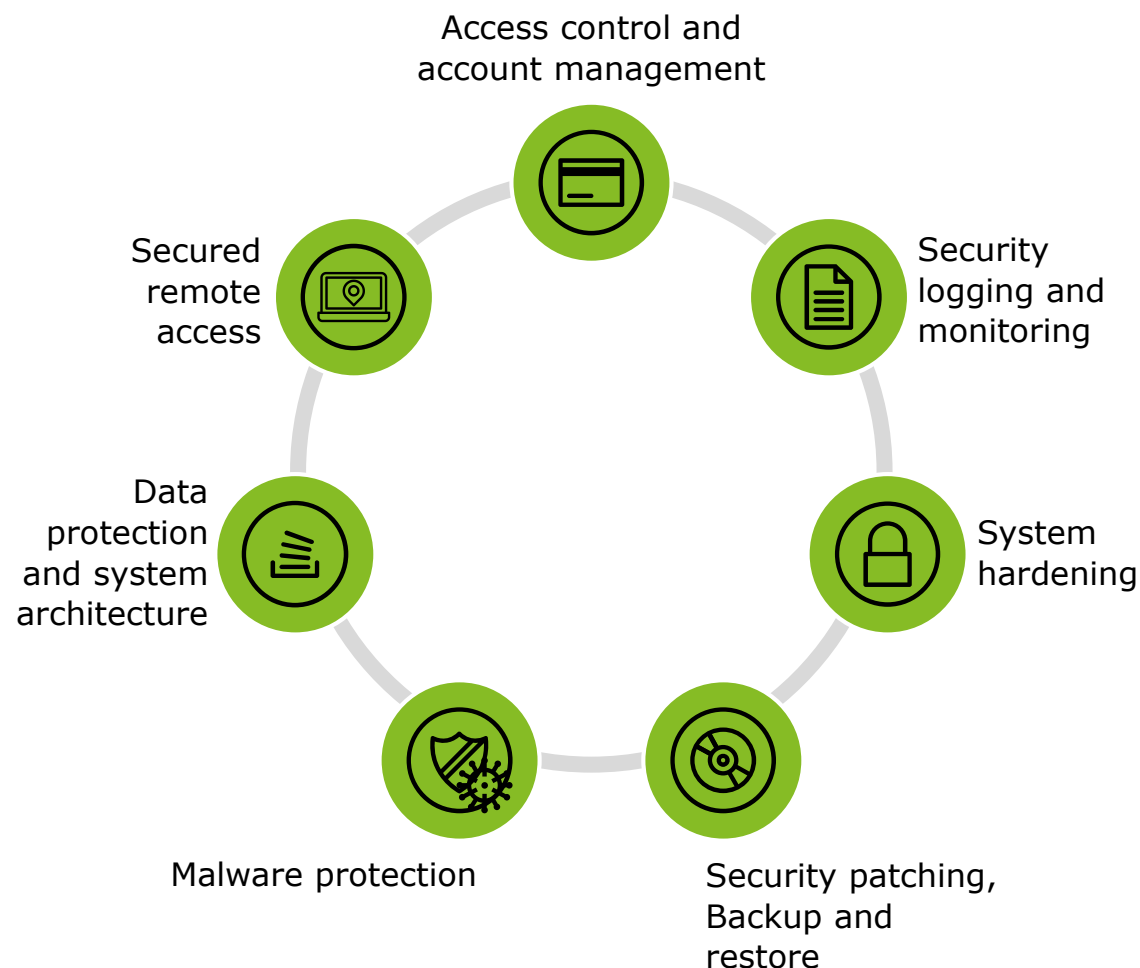 Access control and
account management
Security
logging and
monitoring
System
hardening
Security patching,
Backup and
restore
Malware protection
Data
protection
and system
architecture
Secured
remote
access